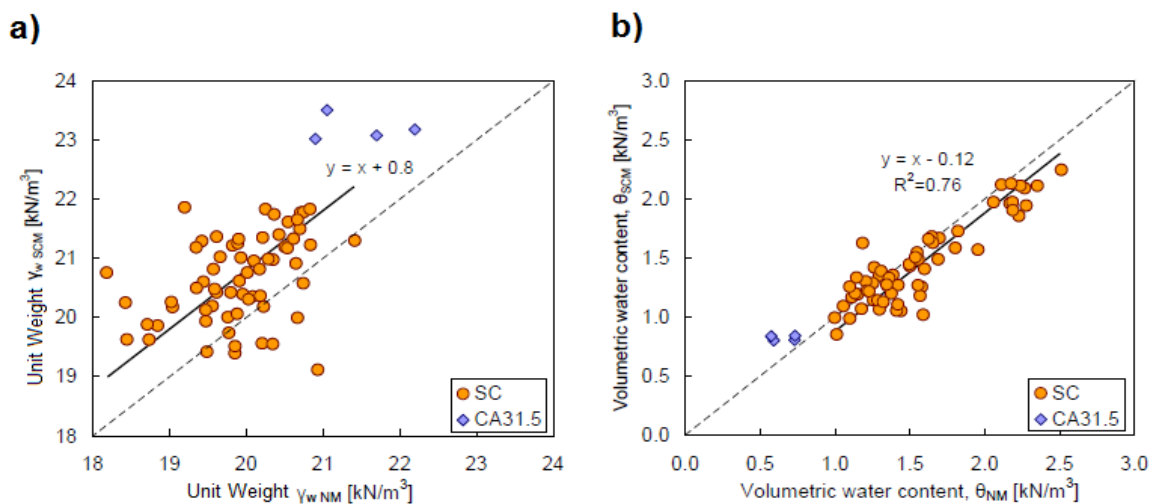 a)
Unit Weight γw SCM [kN/m³]
24
23
22
21
20
19
18
y = x + 0.8
SC
CA31.5
18 19 20 21 22 23 24
Unit Weight γw NM [kN/m³]
b)
Volumetric water content, θSCM [kN/m³]
3.0
2.5
2.0
1.5
1.0
0.5
0.0
y = x - 0.12
R²=0.76
SC
CA31.5
0.0 0.5 1.0 1.5 2.0 2.5 3.0
Volumetric water content, θNM [kN/m³]